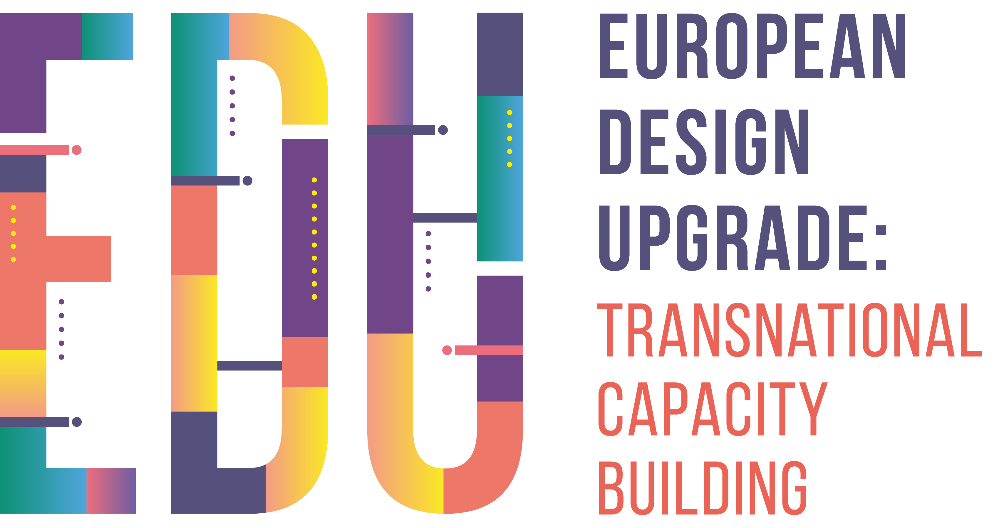 EDU
EUROPEAN
DESIGN
UPGRADE:
TRANSNATIONAL
CAPACITY
BUILDING